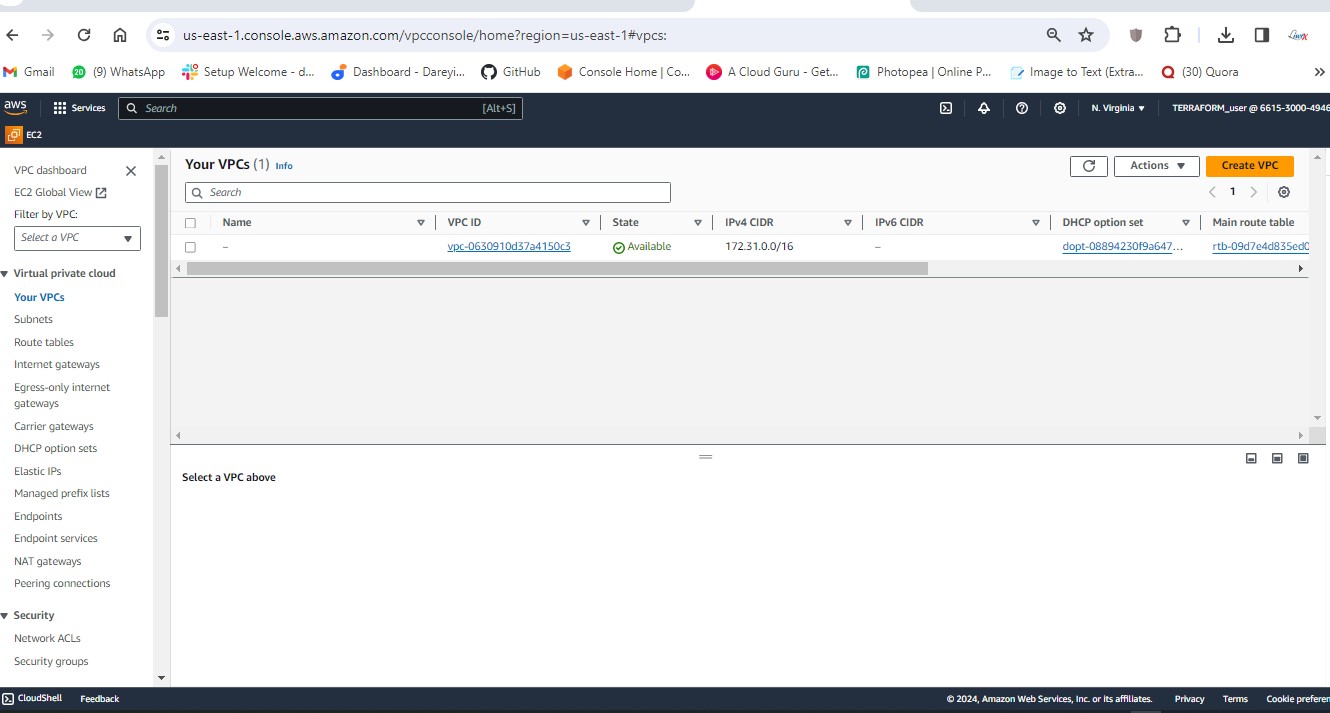 us-east-1.console.aws.amazon.com/vpcconsole/home?region=us-east-1#vpcs:
Gmail
20 (9) WhatsApp
Setup Welcome - d...
Dashboard - Dareyi...
GitHub
Console Home | Co...
A Cloud Guru - Get...
Photopea | Online P...
Image to Text (Extra...
(30) Quora
aws
Services
Search [Alt+S]
N. Virginia
TERRAFORM_user @ 6615-3000-4946
EC2
VPC dashboard
EC2 Global View
Filter by VPC:
Select a VPC
Virtual private cloud
Your VPCs
Subnets
Route tables
Internet gateways
Egress-only internet
gateways
Carrier gateways
DHCP option sets
Elastic IPs
Managed prefix lists
Endpoints
Endpoint services
NAT gateways
Peering connections
Security
Network ACLs
Security groups
Your VPCs (1) Info
Actions
Create VPC
Search
1
Name VPC ID State IPv4 CIDR IPv6 CIDR DHCP option set Main route table
– vpc-0630910d37a4150c3 Available 172.31.0.0/16 – dopt-08894230f9a647... rtb-09d7e4d835ed0
Select a VPC above
CloudShell Feedback © 2024, Amazon Web Services, Inc. or its affiliates. Privacy Terms Cookie preferen